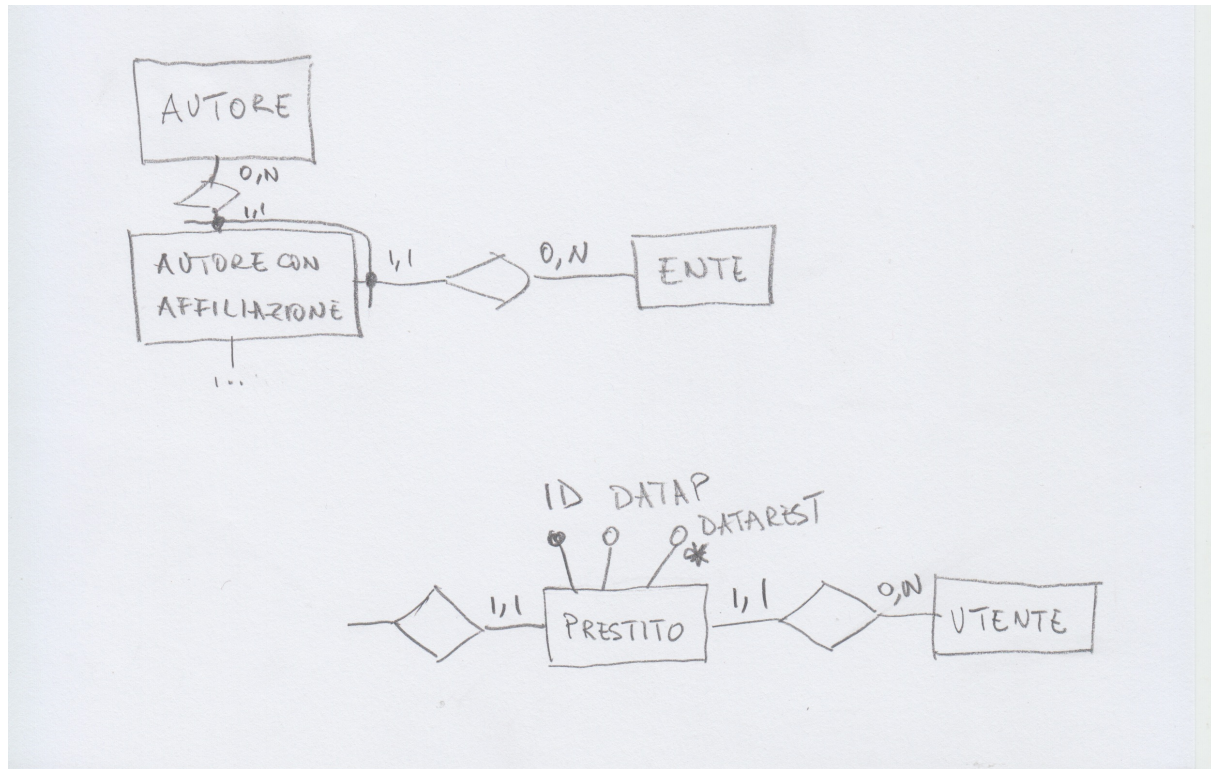 AUTORE
0,N
1,1
AUTORE CON
AFFILIAZIONE
1,1
0,N
ENTE
...
ID DATAP
DATAREST
*
1,1
PRESTITO
1,1
0,N
UTENTE